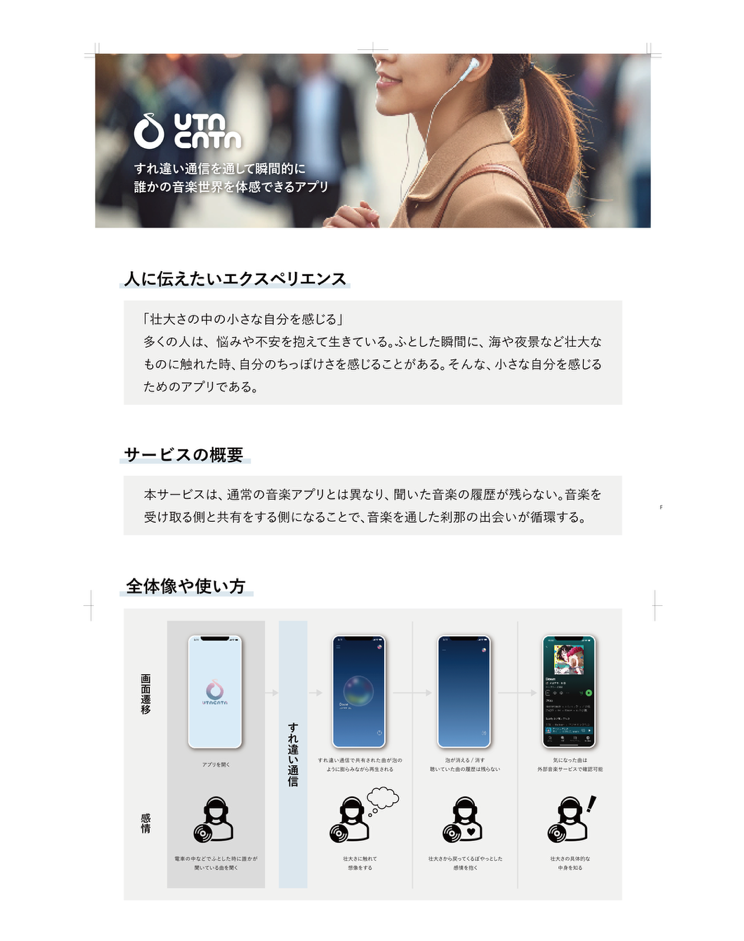 UTA
CATA
すれ違い通信を通して瞬間的に
誰かの音楽世界を体感できるアプリ
人に伝えたいエクスペリエンス
「壮大さの中の小さな自分を感じる」
多くの人は、悩みや不安を抱えて生きている。ふとした瞬間に、海や夜景など壮大な
ものに触れた時、自分のちっぽけさを感じることがある。そんな、小さな自分を感じる
ためのアプリである。
サービスの概要
本サービスは、通常の音楽アプリとは異なり、聞いた音楽の履歴が残らない。音楽を
受け取る側と共有をする側になることで、音楽を通した刹那の出会いが循環する。
全体像や使い方
画面遷移
UTACATA
アプリを開く
すれ違い通信
すれ違い通信で共有された曲が泡の
ように膨らみながら再生される
泡が消える / 消す
聴いていた曲の履歴は残らない
気になった曲は
外部音楽サービスで確認可能
感情
電車の中などでふとした時に誰かが
聞いている曲を聞く
壮大さに触れて
想像をする
壮大さから戻ってくるぽやっとした
感情を抱く
壮大さの具体的な
中身を知る